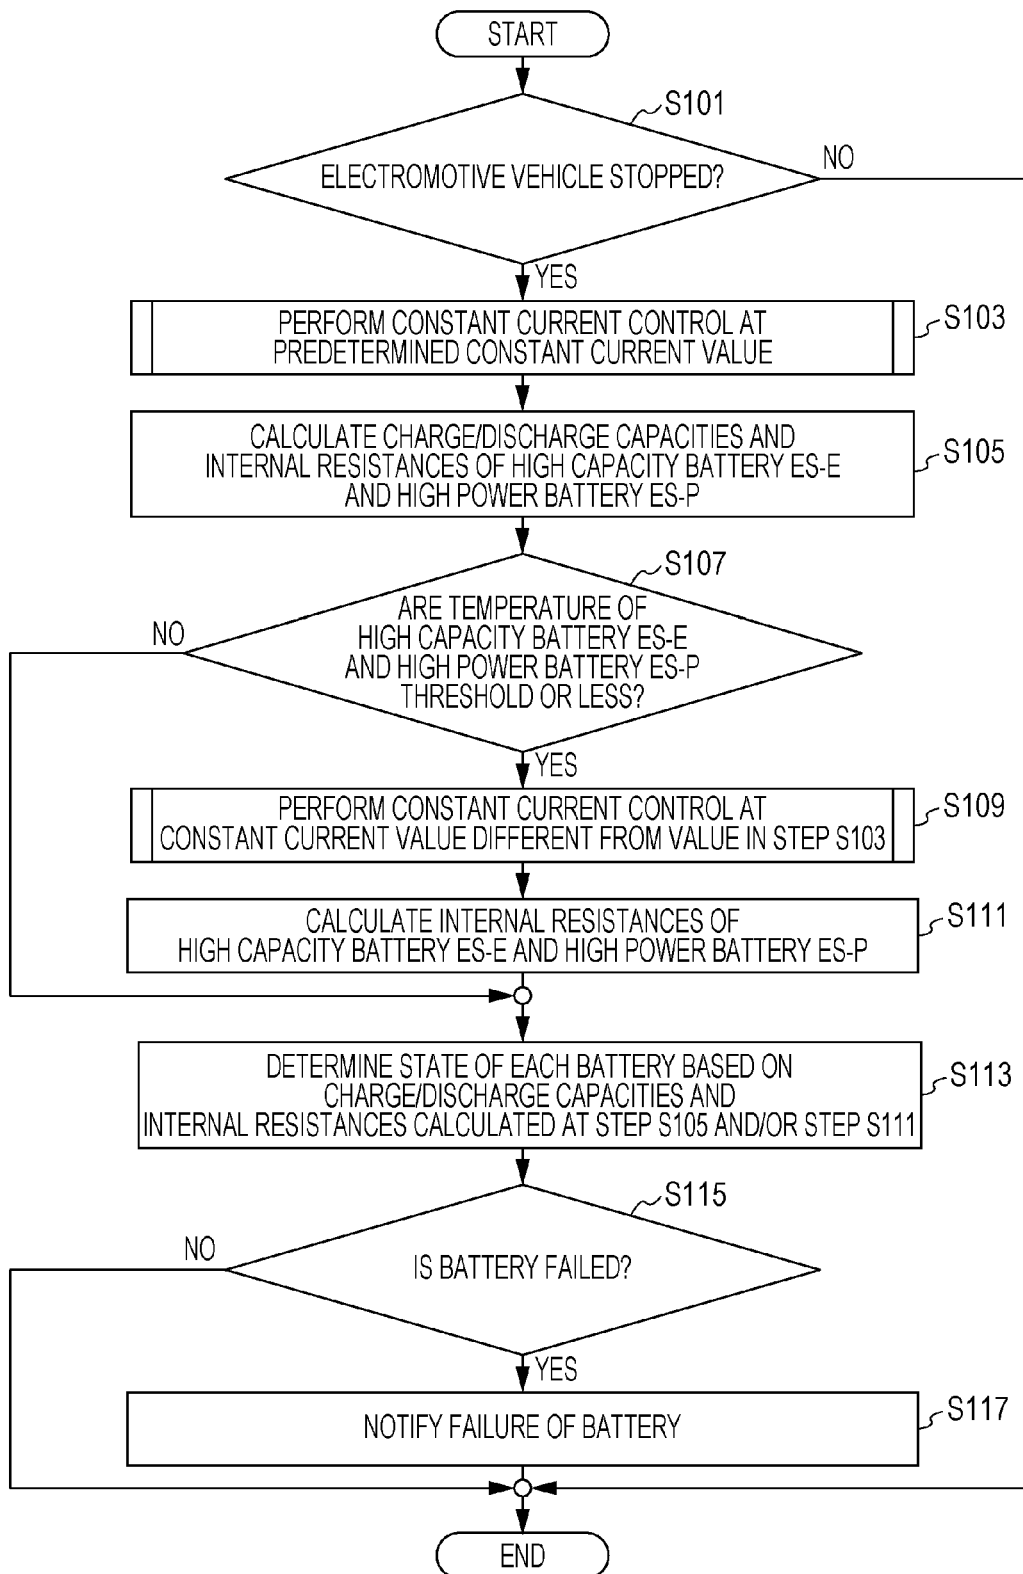 START
S101
ELECTROMOTIVE VEHICLE STOPPED?
NO
YES
PERFORM CONSTANT CURRENT CONTROL AT
PREDETERMINED CONSTANT CURRENT VALUE
S103
CALCULATE CHARGE/DISCHARGE CAPACITIES AND
INTERNAL RESISTANCES OF HIGH CAPACITY BATTERY ES-E
AND HIGH POWER BATTERY ES-P
S105
S107
ARE TEMPERATURE OF
HIGH CAPACITY BATTERY ES-E
AND HIGH POWER BATTERY ES-P
THRESHOLD OR LESS?
NO
YES
PERFORM CONSTANT CURRENT CONTROL AT
CONSTANT CURRENT VALUE DIFFERENT FROM VALUE IN STEP S103
S109
CALCULATE INTERNAL RESISTANCES OF
HIGH CAPACITY BATTERY ES-E AND HIGH POWER BATTERY ES-P
S111
DETERMINE STATE OF EACH BATTERY BASED ON
CHARGE/DISCHARGE CAPACITIES AND
INTERNAL RESISTANCES CALCULATED AT STEP S105 AND/OR STEP S111
S113
S115
IS BATTERY FAILED?
NO
YES
NOTIFY FAILURE OF BATTERY
S117
END